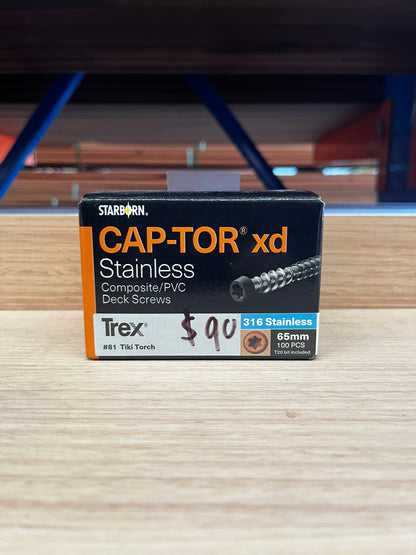 STARBORN®
CAP-TOR® xd
Stainless
Composite/PVC
Deck Screws
Trex®
#81 Tiki Torch
$90
316 Stainless
65mm
100 PCS
T20 bit included